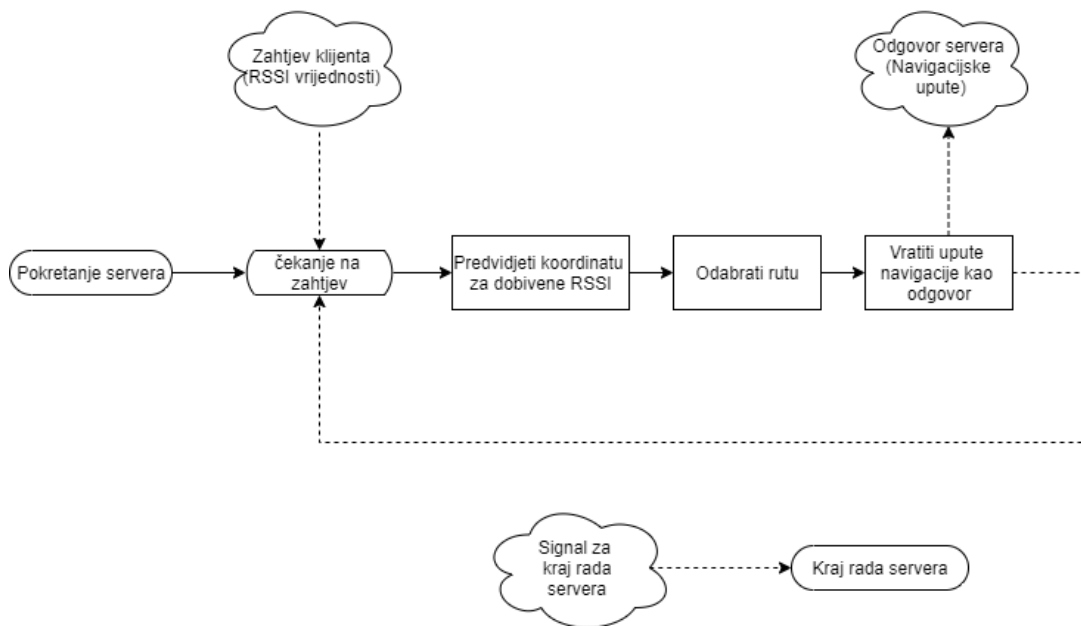 Zahtjev klijenta
(RSSI vrijednosti)
Odgovor servera
(Navigacijske
upute)
Pokretanje servera
čekanje na
zahtjev
Predvidjeti koordinatu
za dobivene RSSI
Odabrati rutu
Vratiti upute
navigacije kao
odgovor
Signal za
kraj rada
servera
Kraj rada servera